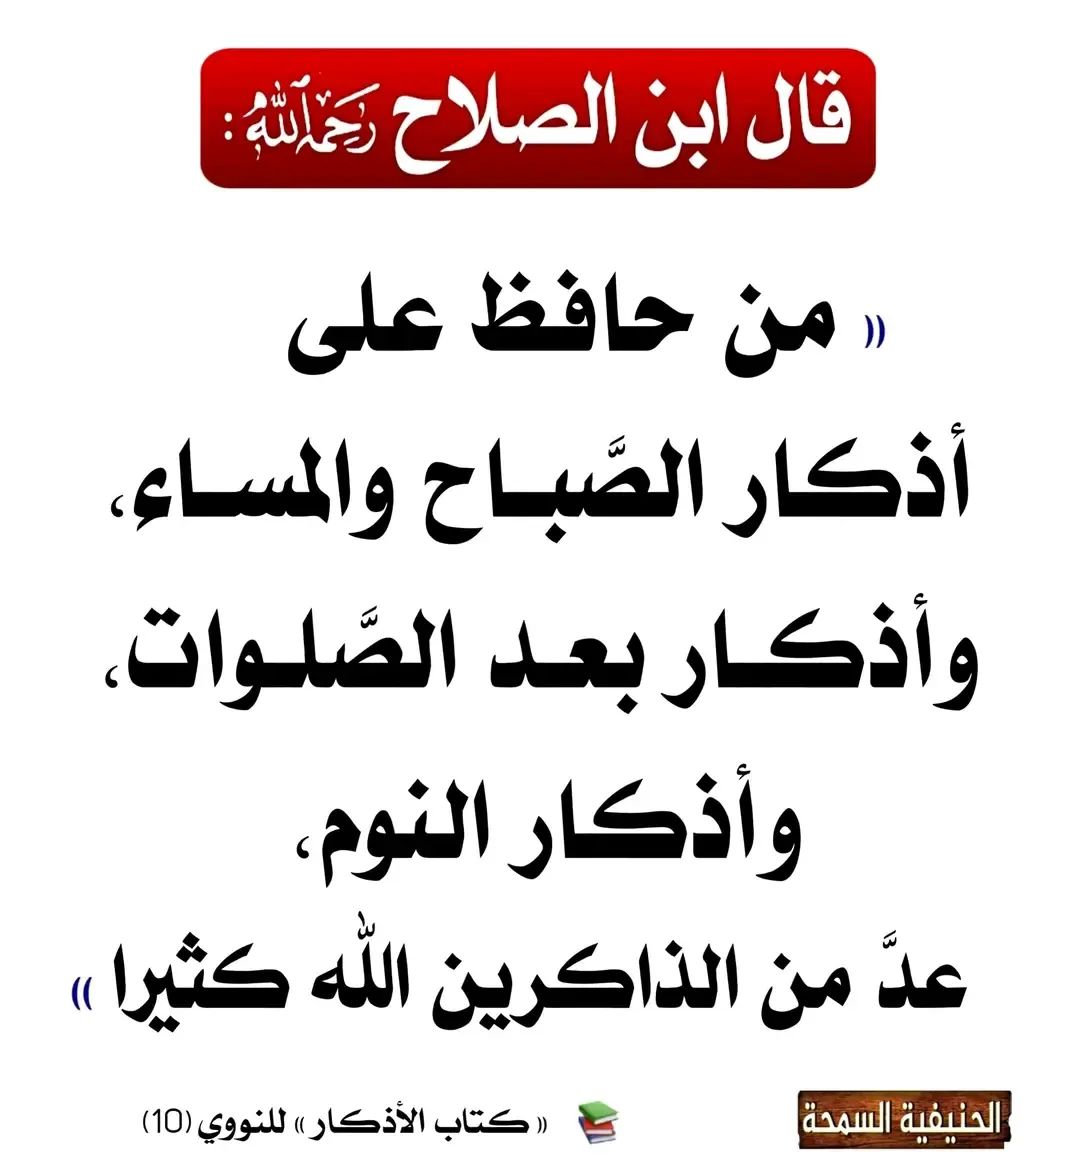 قال ابن الصلاح رحمه الله :
(( من حافظ على
أذكار الصَّباح والمساء،
وأذكار بعد الصَّلوات،
وأذكار النوم،
عدَّ من الذاكرين الله كثيرا ))
(( كتاب الأذكار )) للنووي (10)
الحنيفية السمحة